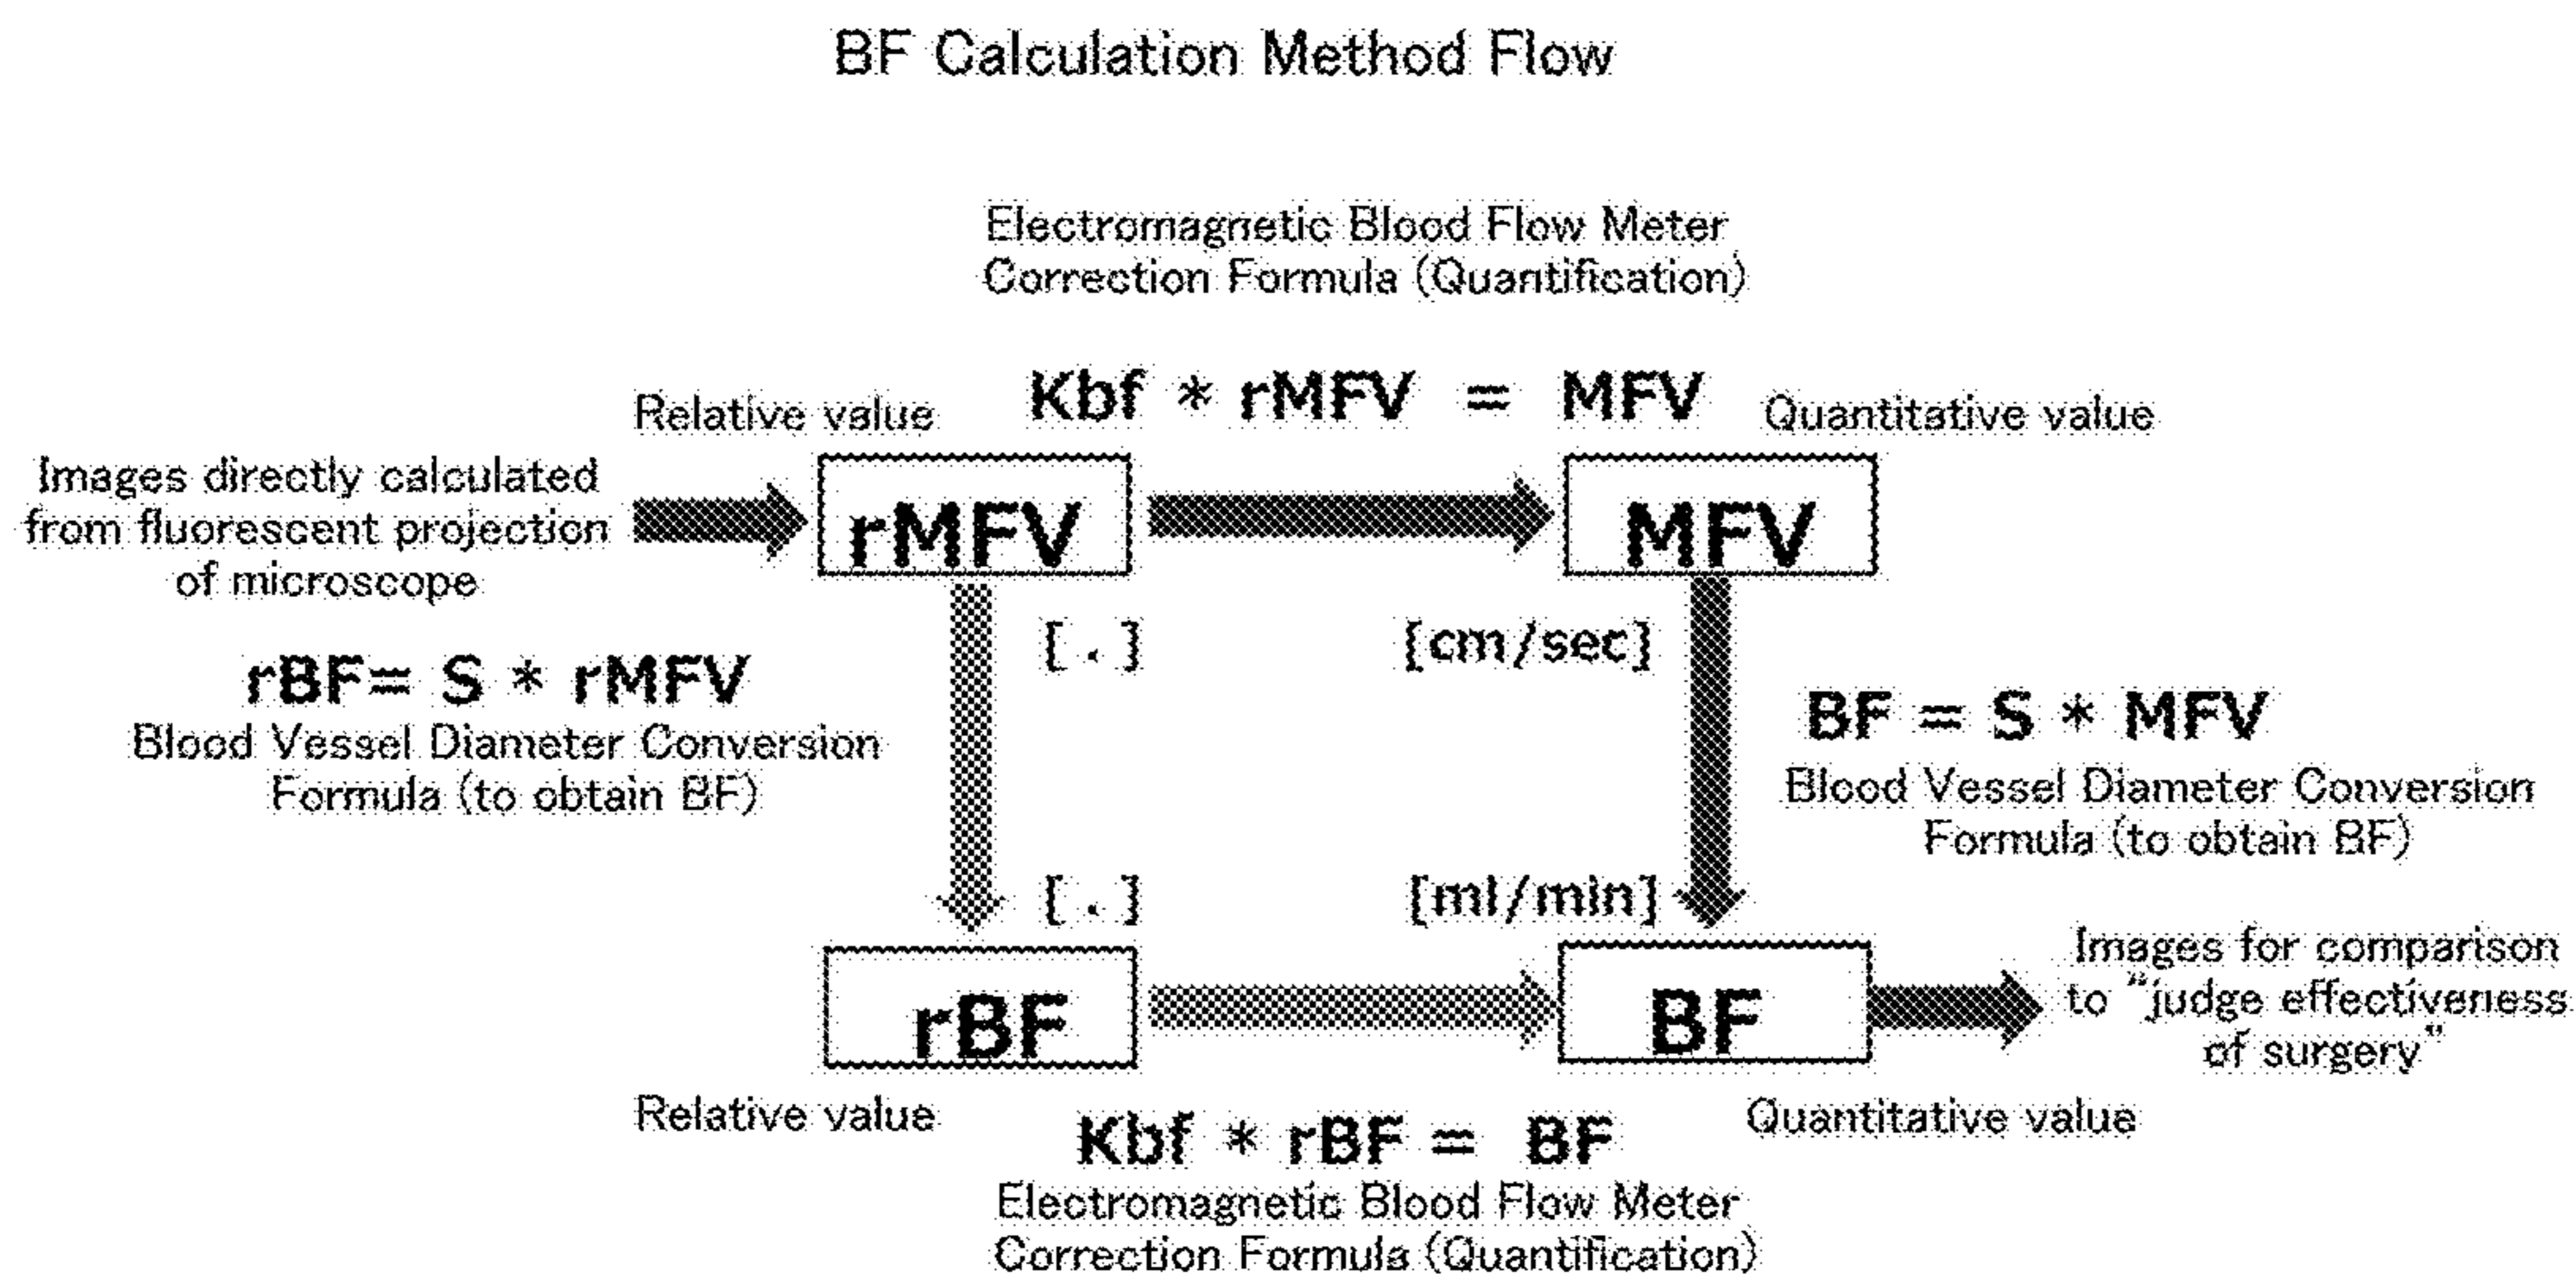 BF Calculation Method Flow
Electromagnetic Blood Flow Meter
Correction Formula (Quantification)
Kbf * rMFV = MFV
Relative value
Quantitative value
Images directly calculated
from fluorescent projection
of microscope
rMFV
MFV
[.]
[cm/sec]
rBF= S * rMFV
Blood Vessel Diameter Conversion
Formula (to obtain BF)
BF = S * MFV
Blood Vessel Diameter Conversion
Formula (to obtain BF)
[.]
[ml/min]
rBF
BF
Images for comparison
to "judge effectiveness
of surgery"
Relative value
Quantitative value
Kbf * rBF = BF
Electromagnetic Blood Flow Meter
Correction Formula (Quantification)